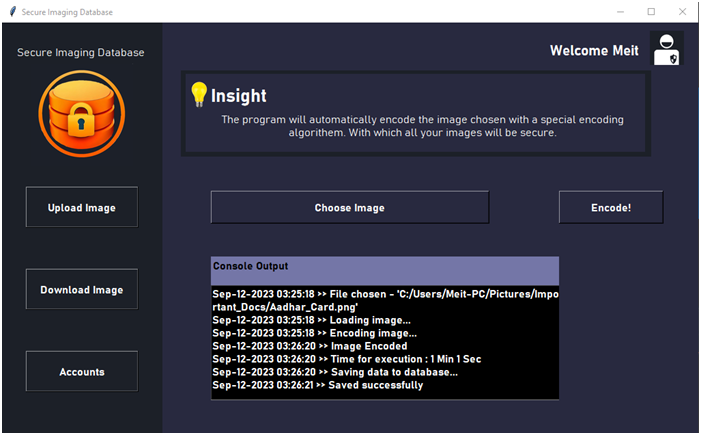 Secure Imaging Database
Secure Imaging Database
Welcome Meit
Insight
The program will automatically encode the image chosen with a special encoding
algorithem. With which all your images will be secure.
Upload Image
Choose Image
Encode!
Download Image
Accounts
Console Output
Sep-12-2023 03:25:18 >> File chosen - 'C:/Users/Meit-PC/Pictures/Impo
rtant_Docs/Aadhar_Card.png'
Sep-12-2023 03:25:18 >> Loading image...
Sep-12-2023 03:25:18 >> Encoding image...
Sep-12-2023 03:26:20 >> Image Encoded
Sep-12-2023 03:26:20 >> Time for execution : 1 Min 1 Sec
Sep-12-2023 03:26:20 >> Saving data to database...
Sep-12-2023 03:26:21 >> Saved successfully